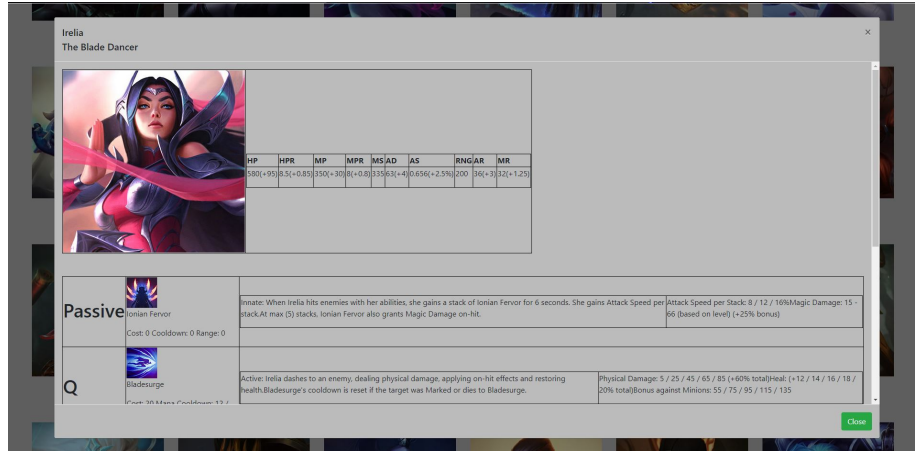 Irelia
×
The Blade Dancer
HP HPR MP MPR MS AD AS RNG AR MR
580(+95) 8.5(+0.85) 350(+30) 8(+0.8) 335 63(+4) 0.656(+2.5%) 200 36(+3) 32(+1.25)
Passive
Ionian Fervor
Cost: 0 Cooldown: 0 Range: 0
Innate: When Irelia hits enemies with her abilities, she gains a stack of Ionian Fervor for 6 seconds. She gains Attack Speed per
stack.At max (5) stacks, Ionian Fervor also grants Magic Damage on-hit.
Attack Speed per Stack: 8 / 12 / 16%Magic Damage: 15 -
66 (based on level) (+25% bonus)
Q
Bladesurge
Cost: 20 Mana Cooldown: 12 /
Active: Irelia dashes to an enemy, dealing physical damage, applying on-hit effects and restoring
health.Bladesurge's cooldown is reset if the target was Marked or dies to Bladesurge.
Physical Damage: 5 / 25 / 45 / 65 / 85 (+60% total)Heal: (+12 / 14 / 16 / 18 /
20% total)Bonus against Minions: 55 / 75 / 95 / 115 / 135
Close